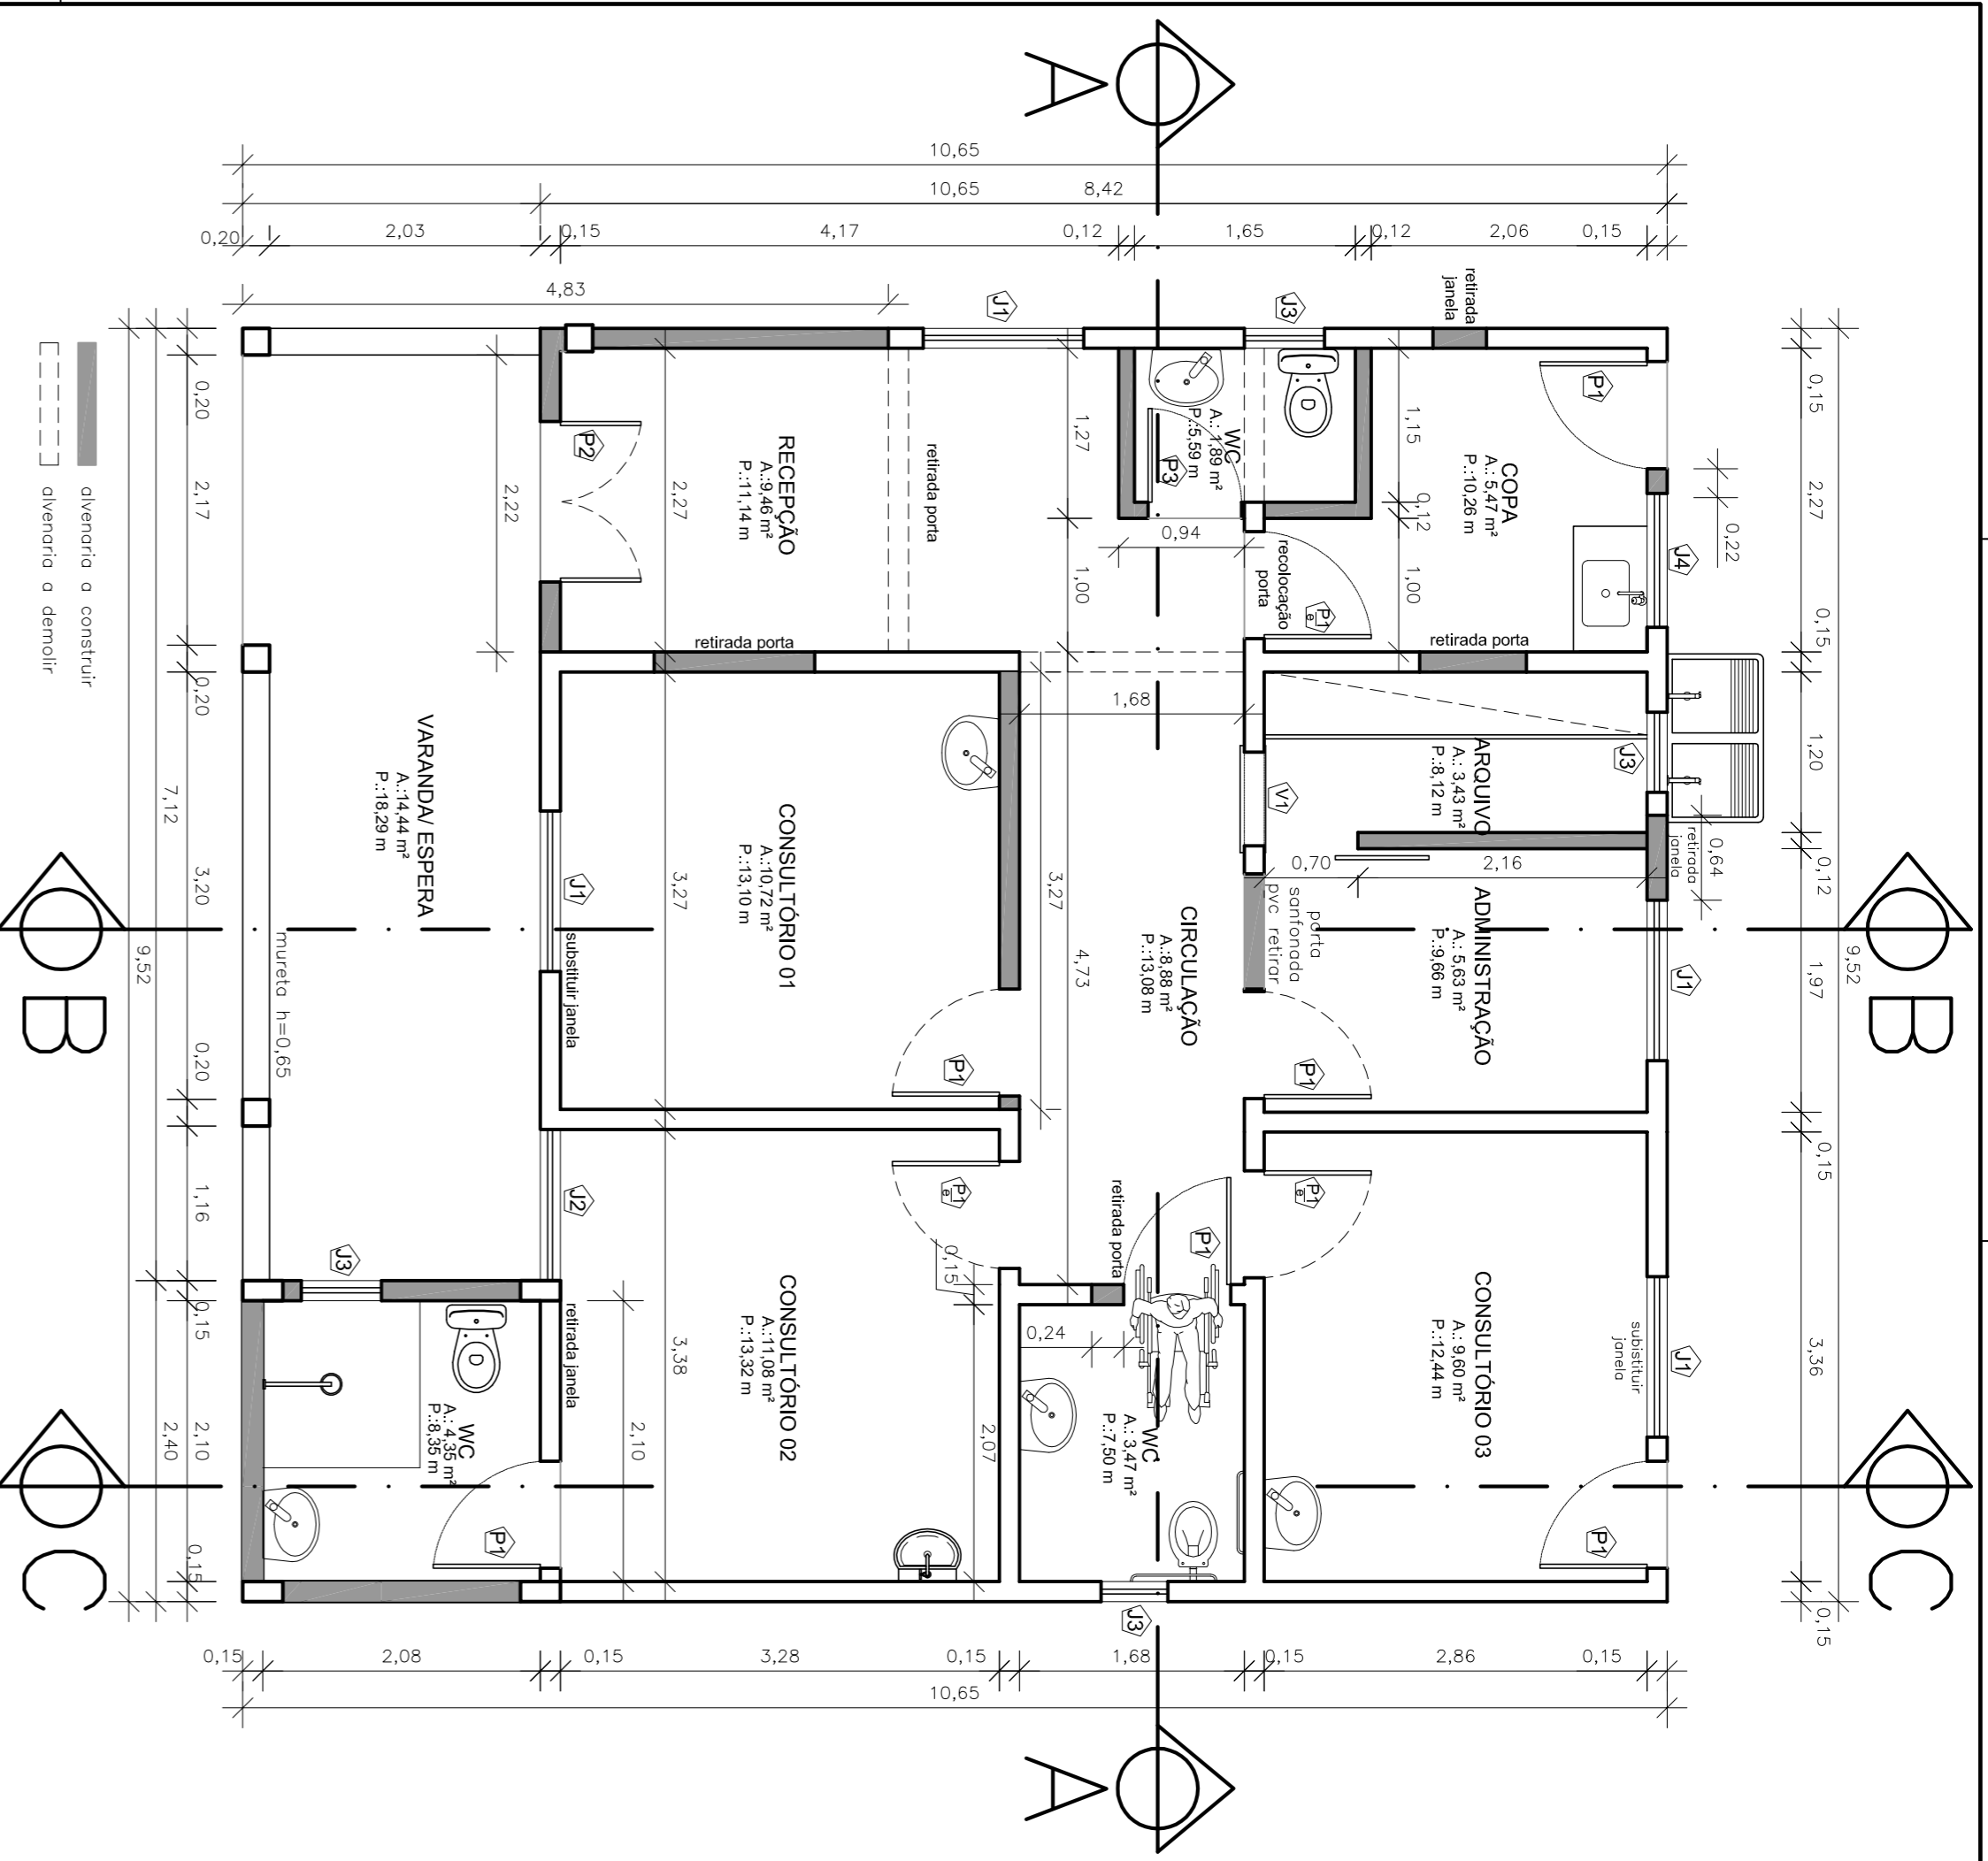 A
10,65
10,65
8,42
0,20
2,03
0,15
4,17
0,12
1,65
0,12
2,06
0,15
4,83
J1
J3
retirada
janela
0,15
2,27
0,22
0,15
1,20
0,64
0,12
1,97
9,52
0,15
3,36
0,15
B
C
P1
COPA
A.: 5,47 m²
P.:10,26 m
1,15
0,12
1,00
J4
retirada porta
WC
A.: 1,89 m²
P.:5,59 m
P3
0,94
recolocação
porta
P1
e
1,27
1,00
RECEPÇÃO
A.:9,46 m²
P.:11,14 m
retirada porta
2,27
P2
2,22
retirada porta
1,68
ARQUIVO
A.: 3,43 m²
P.:8,12 m
J3
V1
retirada
janela
0,70
2,16
porta
sanfonada
pvc retirar
ADMINISTRAÇÃO
A.: 5,63 m²
P.:9,66 m
J1
P1
CIRCULAÇÃO
A.:8,88 m²
P.:13,08 m
3,27
4,73
CONSULTÓRIO 01
A.:10,72 m²
P.:13,10 m
3,27
J1
substituir janela
P1
VARANDA/ ESPERA
A.:14,44 m²
P.:18,29 m
mureta h=0,65
J2
J3
retirada janela
P1
e
0,15
CONSULTÓRIO 02
A.:11,08 m²
P.:13,32 m
3,38
2,10
2,07
retirada porta
P1
P1
e
0,24
WC
A.: 3,47 m²
P.:7,50 m
J3
CONSULTÓRIO 03
A.: 9,60 m²
P.:12,44 m
subistituir
janela
J1
P1
WC
A.: 4,35 m²
P.:8,35 m
P1
0,20
2,17
0,20
7,12
3,20
0,20
1,16
0,15
2,10
2,40
0,15
9,52
B
C
alvenaria a construir
alvenaria a demolir
0,15
2,08
0,15
3,28
0,15
1,68
0,15
2,86
0,15
10,65
A